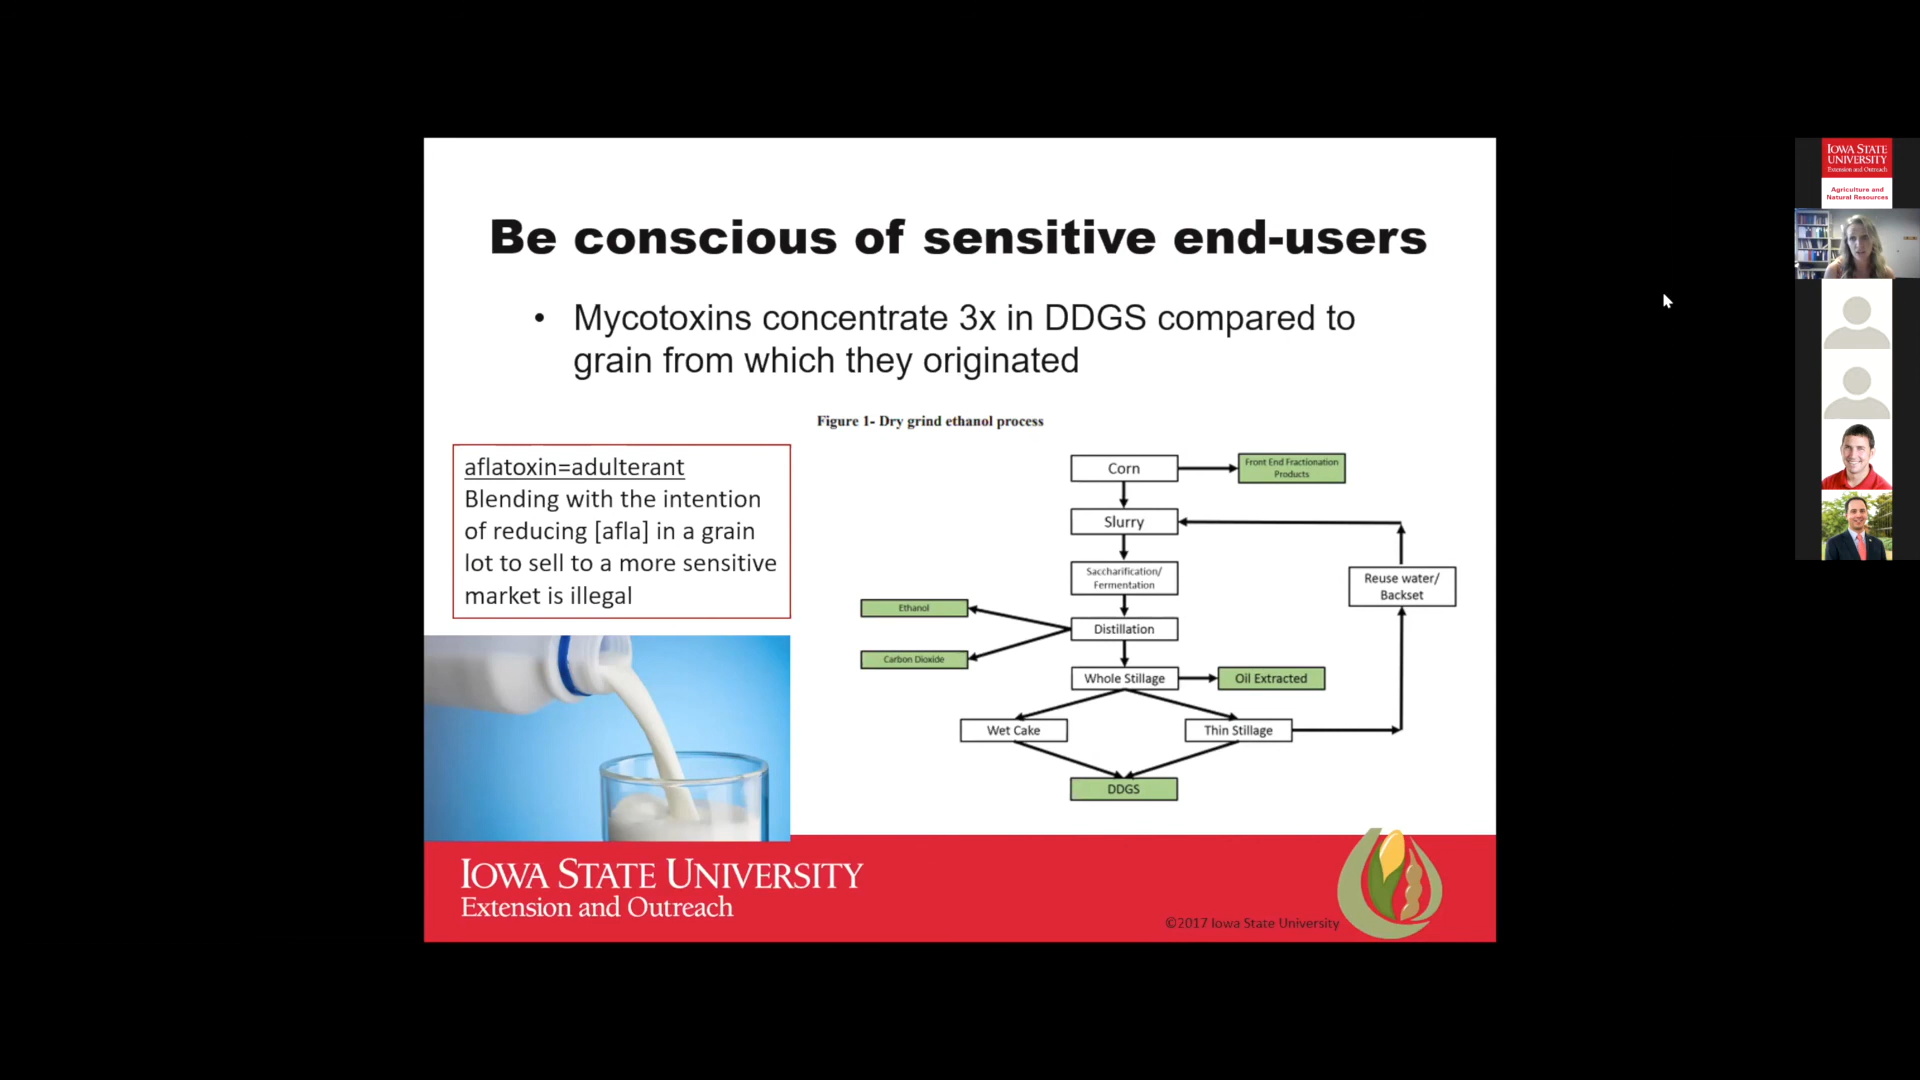 Be conscious of sensitive end-users
• Mycotoxins concentrate 3x in DDGS compared to
grain from which they originated
Figure 1- Dry grind ethanol process
aflatoxin=adulterant
Blending with the intention
of reducing [afla] in a grain
lot to sell to a more sensitive
market is illegal
Corn
Front End Fractionation
Products
Slurry
Saccharification/
Fermentation
Reuse water/
Backset
Ethanol
Distillation
Carbon Dioxide
Whole Stillage
Oil Extracted
Wet Cake
Thin Stillage
DDGS
IOWA STATE UNIVERSITY
Extension and Outreach
©2017 Iowa State University
IOWA STATE
UNIVERSITY
Extension and Outreach
Agriculture and
Natural Resources